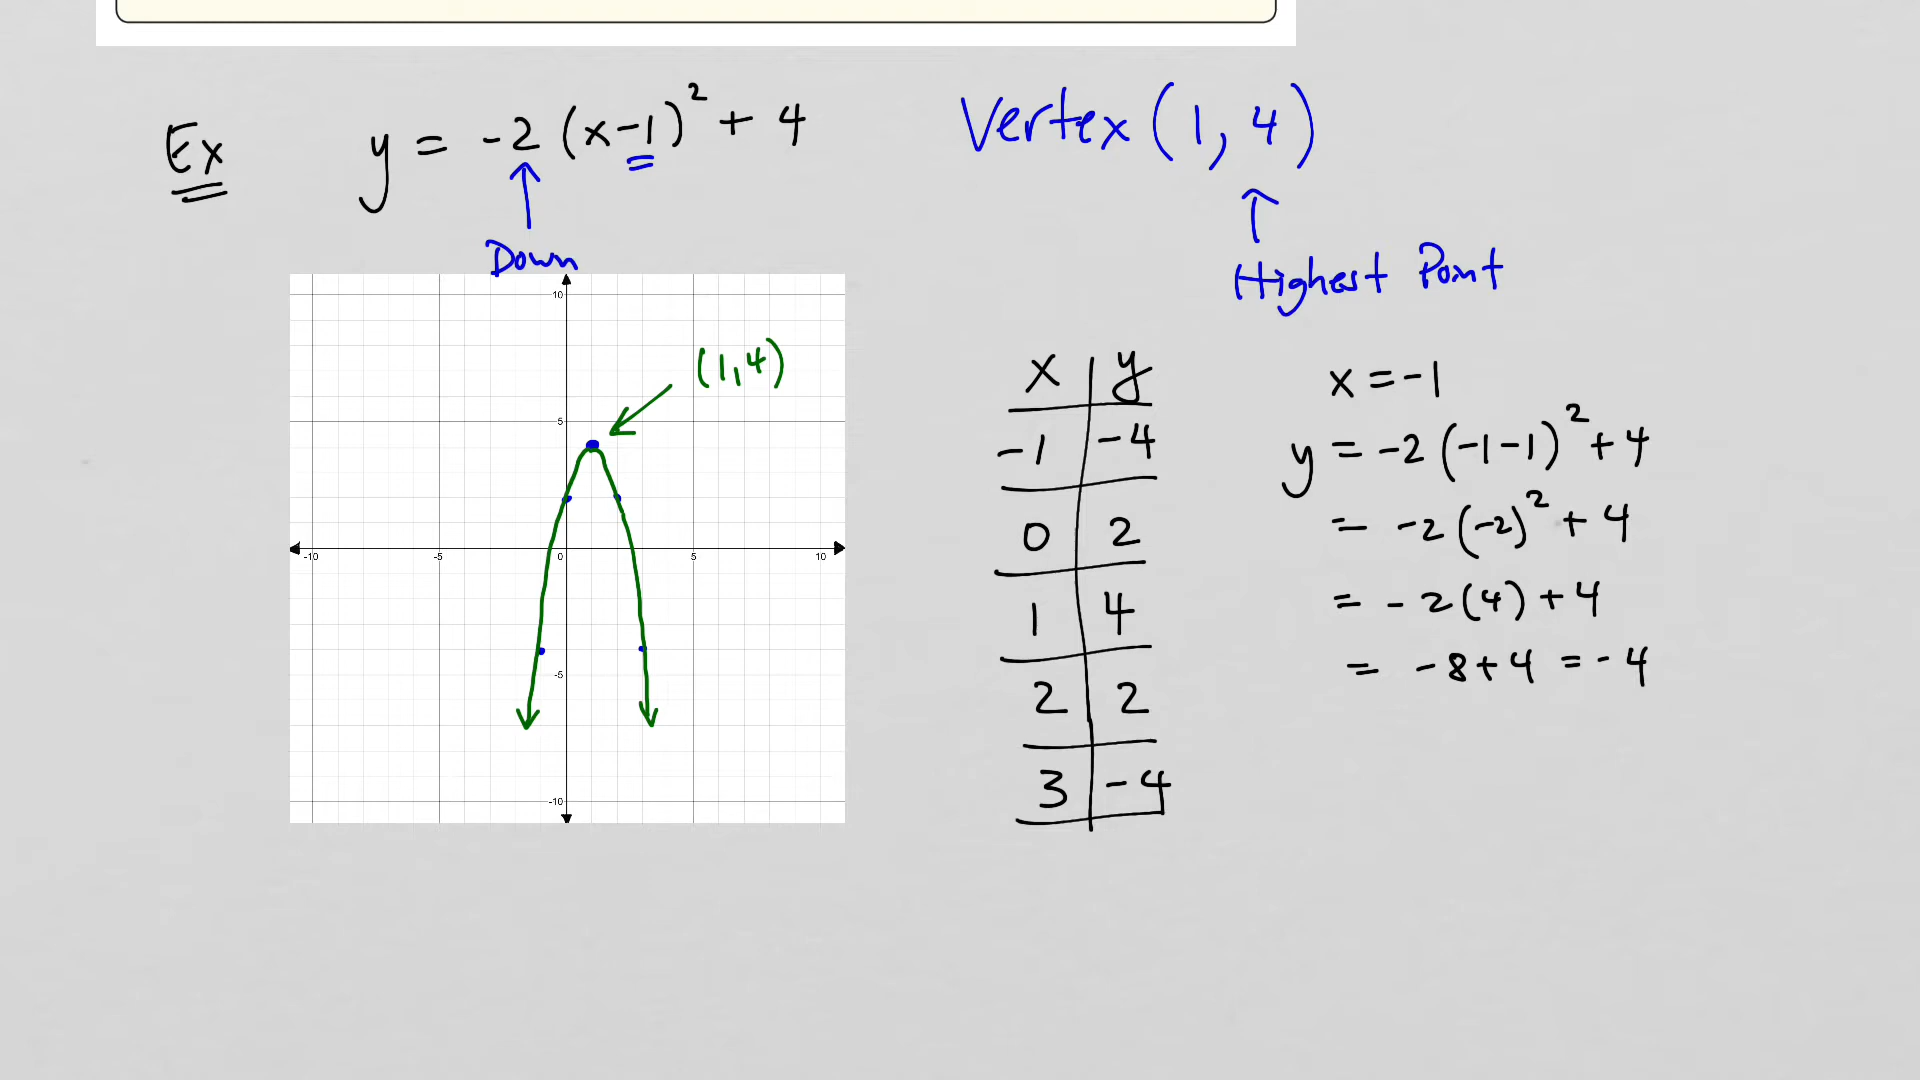 Ex y = -2(x-1)² + 4 Vertex (1, 4)
Down
Highest Point
10
5
-10 -5 0 5 10
-5
-10
(1,4)
x y
-1 -4
0 2
1 4
2 2
3 -4
x = -1
y = -2(-1-1)² + 4
= -2(-2)² + 4
= -2(4) + 4
= -8+4 = -4